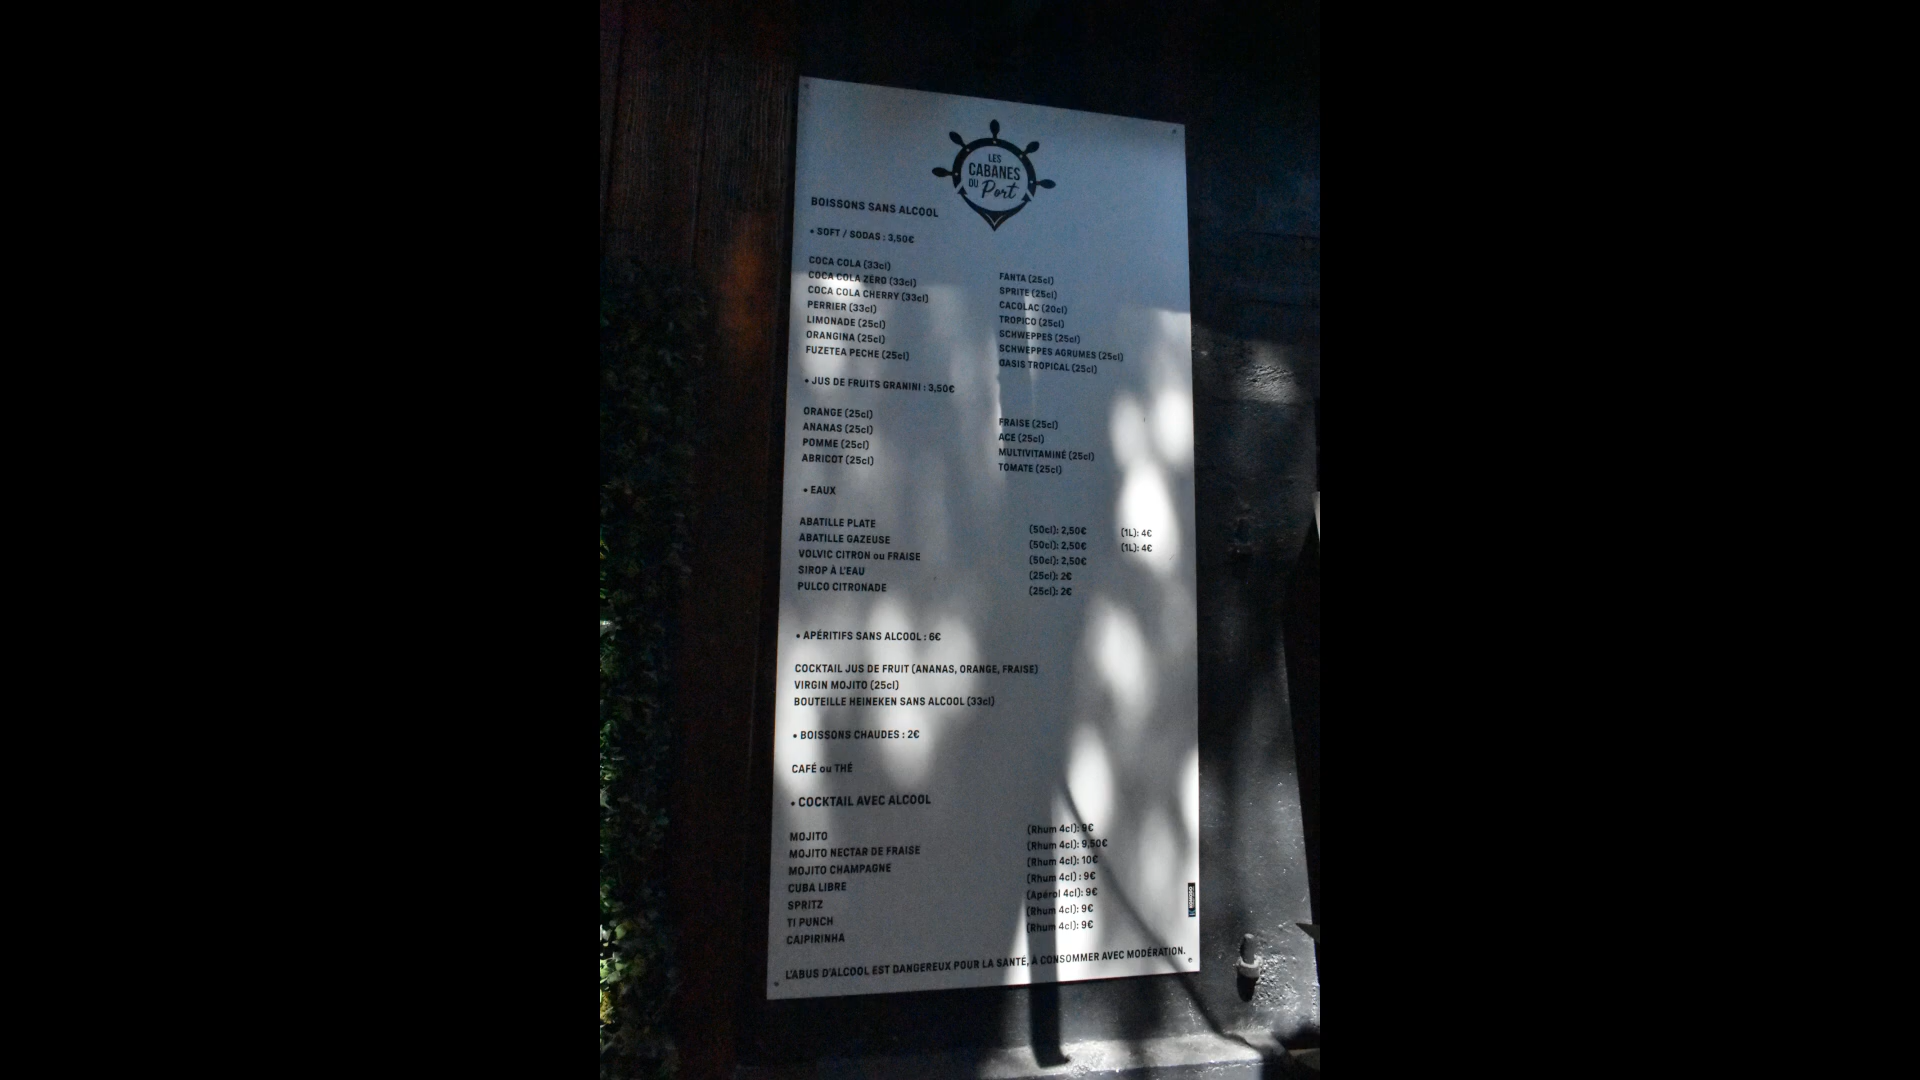 LES
CABANES
DU Port
BOISSONS SANS ALCOOL
• SOFT / SODAS : 3,50€
COCA COLA (33cl)
COCA COLA ZÉRO (33cl)
COCA COLA CHERRY (33cl)
PERRIER (33cl)
LIMONADE (25cl)
ORANGINA (25cl)
FUZETEA PECHE (25cl)
FANTA (25cl)
SPRITE (25cl)
CACOLAC (20cl)
TROPICO (25cl)
SCHWEPPES (25cl)
SCHWEPPES AGRUMES (25cl)
OASIS TROPICAL (25cl)
• JUS DE FRUITS GRANINI : 3,50€
ORANGE (25cl)
ANANAS (25cl)
POMME (25cl)
ABRICOT (25cl)
FRAISE (25cl)
ACE (25cl)
MULTIVITAMINÉ (25cl)
TOMATE (25cl)
• EAUX
ABATILLE PLATE (50cl): 2,50€ (1L): 4€
ABATILLE GAZEUSE (50cl): 2,50€ (1L): 4€
VOLVIC CITRON ou FRAISE (50cl): 2,50€
SIROP À L'EAU (25cl): 2€
PULCO CITRONADE (25cl): 2€
• APÉRITIFS SANS ALCOOL : 6€
COCKTAIL JUS DE FRUIT (ANANAS, ORANGE, FRAISE)
VIRGIN MOJITO (25cl)
BOUTEILLE HEINEKEN SANS ALCOOL (33cl)
• BOISSONS CHAUDES : 2€
CAFÉ ou THÉ
• COCKTAIL AVEC ALCOOL
MOJITO (Rhum 4cl): 9€
MOJITO NECTAR DE FRAISE (Rhum 4cl): 9,50€
MOJITO CHAMPAGNE (Rhum 4cl): 10€
CUBA LIBRE (Rhum 4cl) : 9€
SPRITZ (Apérol 4cl): 9€
TI PUNCH (Rhum 4cl): 9€
CAIPIRINHA (Rhum 4cl): 9€
L'ABUS D'ALCOOL EST DANGEREUX POUR LA SANTÉ, À CONSOMMER AVEC MODÉRATION.